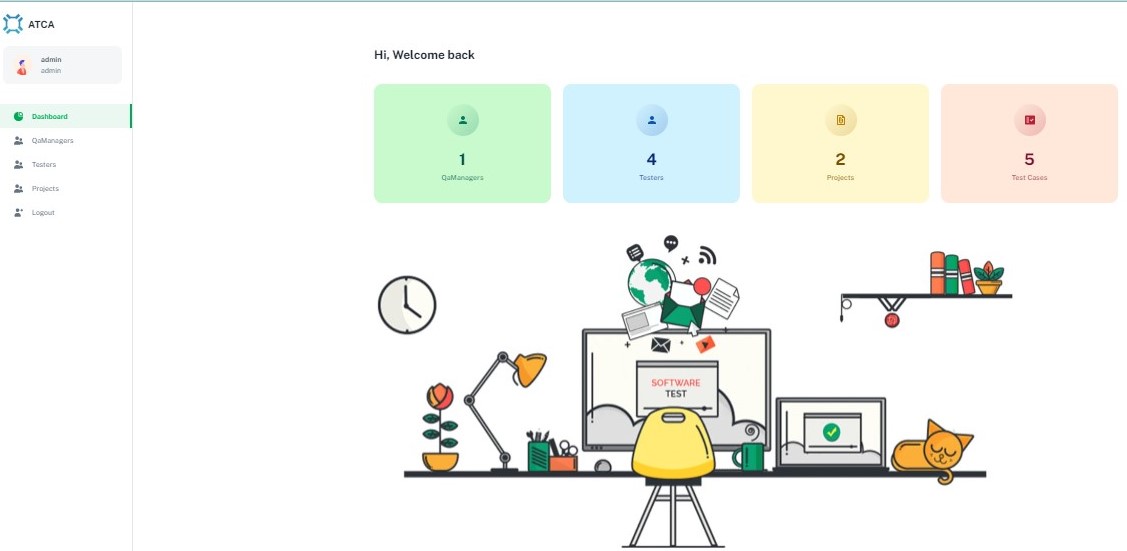 ATCA
admin
admin
Dashboard
QaManagers
Testers
Projects
Logout
Hi, Welcome back
1
QaManagers
4
Testers
2
Projects
5
Test Cases
SOFTWARE
TEST